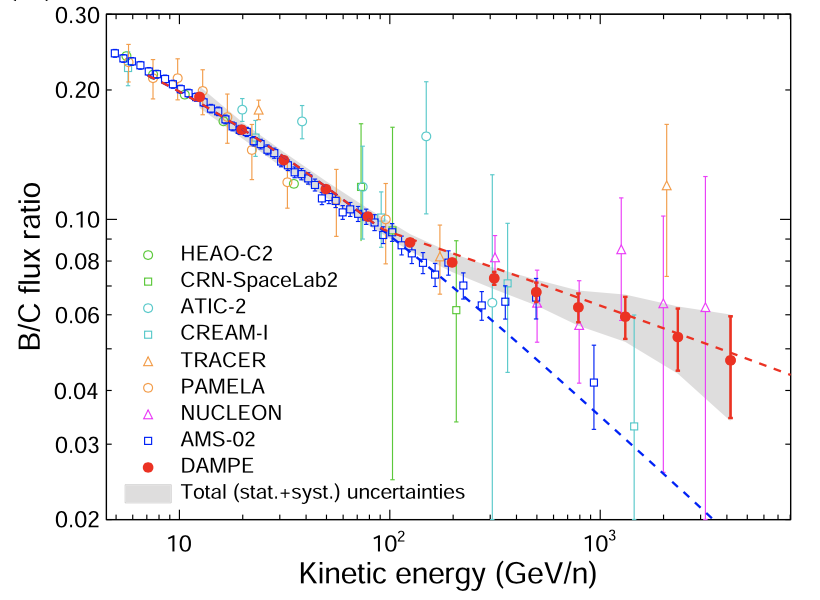 0.30
0.20
0.10
0.08
0.06
0.04
0.03
0.02
B/C flux ratio
HEAO-C2
CRN-SpaceLab2
ATIC-2
CREAM-I
TRACER
PAMELA
NUCLEON
AMS-02
DAMPE
Total (stat.+syst.) uncertainties
10 10² 10³
Kinetic energy (GeV/n)